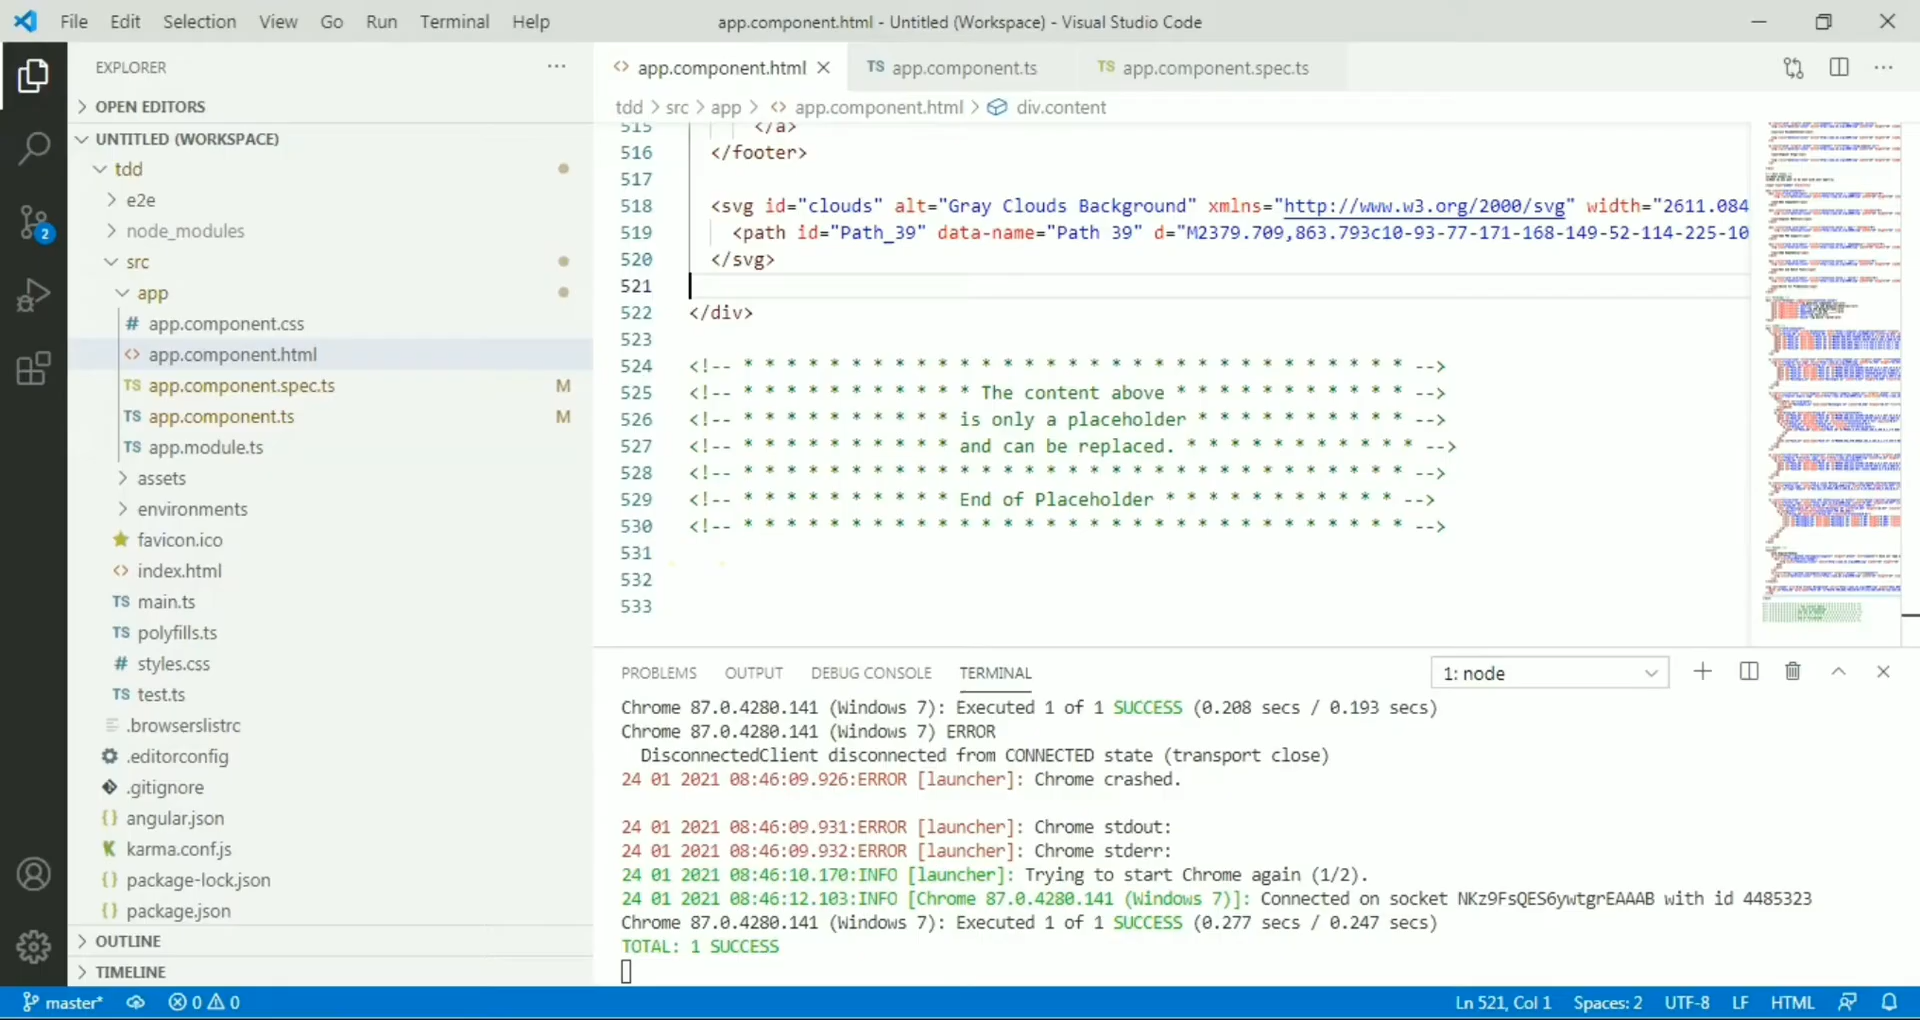 File Edit Selection View Go Run Terminal Help
app.component.html - Untitled (Workspace) - Visual Studio Code
EXPLORER
OPEN EDITORS
UNTITLED (WORKSPACE)
tdd
e2e
node_modules
src
app
# app.component.css
<> app.component.html
TS app.component.spec.ts M
TS app.component.ts M
TS app.module.ts
assets
environments
favicon.ico
<> index.html
TS main.ts
TS polyfills.ts
# styles.css
TS test.ts
.browserslistrc
.editorconfig
.gitignore
{} angular.json
K karma.conf.js
{} package-lock.json
{} package.json
OUTLINE
TIMELINE
2
<> app.component.html
TS app.component.ts
TS app.component.spec.ts
tdd > src > app > <> app.component.html > div.content
515 </a>
516 </footer>
517
518 <svg id="clouds" alt="Gray Clouds Background" xmlns="http://www.w3.org/2000/svg" width="2611.084
519 <path id="Path_39" data-name="Path 39" d="M2379.709,863.793c10-93-77-171-168-149-52-114-225-10
520 </svg>
521
522 </div>
523
524 <!-- * * * * * * * * * * * * * * * * * * * * * * * * * * * * * * * -->
525 <!-- * * * * * * * * * * * The content above * * * * * * * * * * * -->
526 <!-- * * * * * * * * * * is only a placeholder * * * * * * * * * * -->
527 <!-- * * * * * * * * * * and can be replaced. * * * * * * * * * * * -->
528 <!-- * * * * * * * * * * * * * * * * * * * * * * * * * * * * * * * -->
529 <!-- * * * * * * * * * * End of Placeholder * * * * * * * * * * * -->
530 <!-- * * * * * * * * * * * * * * * * * * * * * * * * * * * * * * * -->
531
532
533
PROBLEMS OUTPUT DEBUG CONSOLE TERMINAL
1: node
Chrome 87.0.4280.141 (Windows 7): Executed 1 of 1 SUCCESS (0.208 secs / 0.193 secs)
Chrome 87.0.4280.141 (Windows 7) ERROR
DisconnectedClient disconnected from CONNECTED state (transport close)
24 01 2021 08:46:09.926:ERROR [launcher]: Chrome crashed.
24 01 2021 08:46:09.931:ERROR [launcher]: Chrome stdout:
24 01 2021 08:46:09.932:ERROR [launcher]: Chrome stderr:
24 01 2021 08:46:10.170:INFO [launcher]: Trying to start Chrome again (1/2).
24 01 2021 08:46:12.103:INFO [Chrome 87.0.4280.141 (Windows 7)]: Connected on socket NKz9FsQES6ywtgrEAAAB with id 4485323
Chrome 87.0.4280.141 (Windows 7): Executed 1 of 1 SUCCESS (0.277 secs / 0.247 secs)
TOTAL: 1 SUCCESS
master* 0 0
Ln 521, Col 1 Spaces: 2 UTF-8 LF HTML